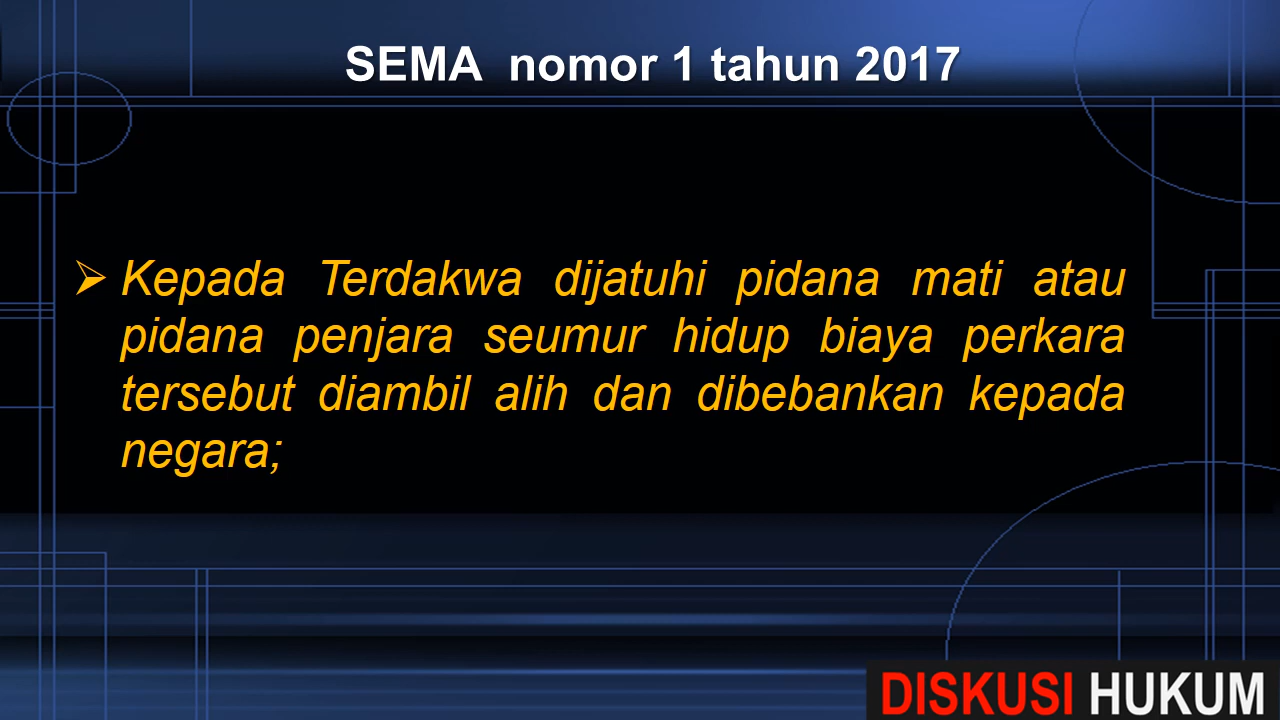 SEMA nomor 1 tahun 2017
Kepada Terdakwa dijatuhi pidana mati atau
pidana penjara seumur hidup biaya perkara
tersebut diambil alih dan dibebankan kepada
negara;
DISKUSI HUKUM